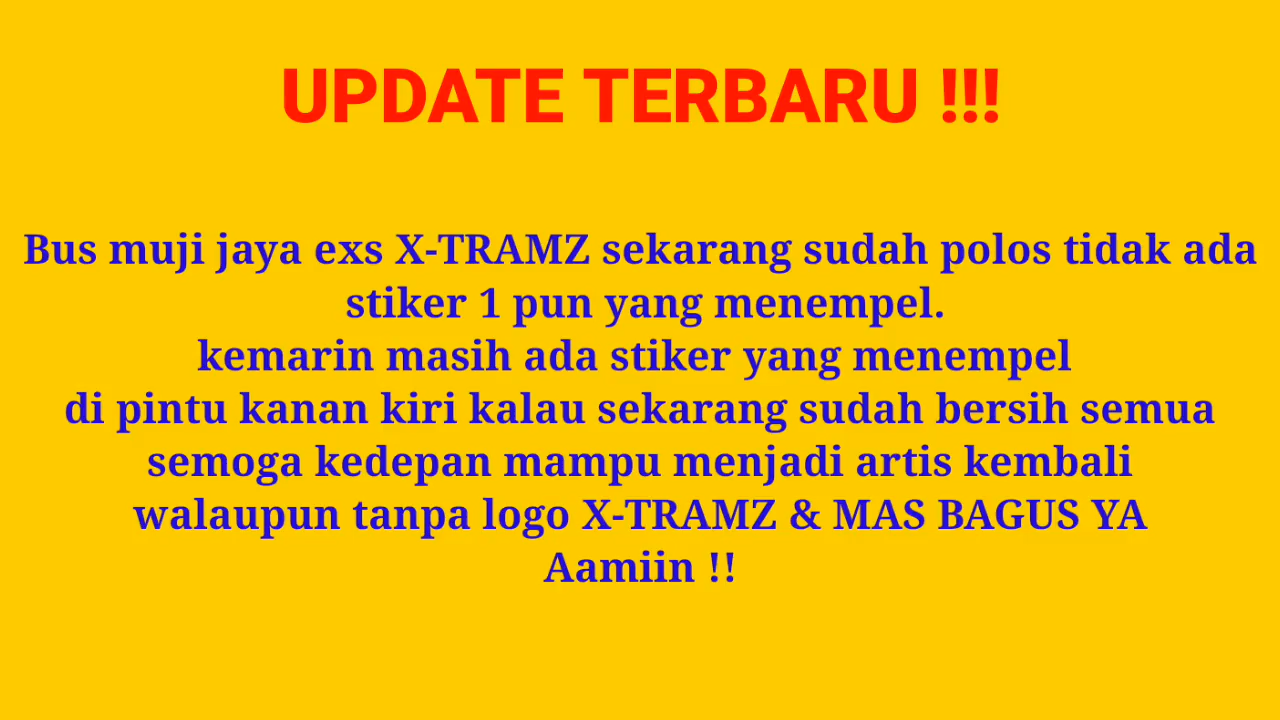 UPDATE TERBARU !!!
Bus muji jaya exs X-TRAMZ sekarang sudah polos tidak ada
stiker 1 pun yang menempel.
kemarin masih ada stiker yang menempel
di pintu kanan kiri kalau sekarang sudah bersih semua
semoga kedepan mampu menjadi artis kembali
walaupun tanpa logo X-TRAMZ & MAS BAGUS YA
Aamiin !!